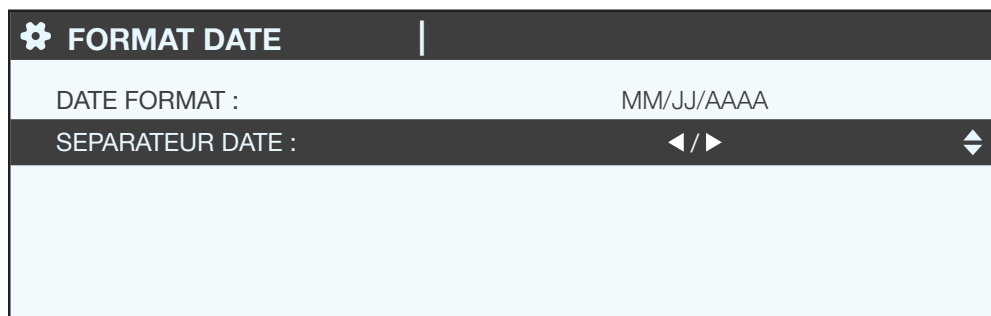 FORMAT DATE
DATE FORMAT : MM/JJ/AAAA
SEPARATEUR DATE : /